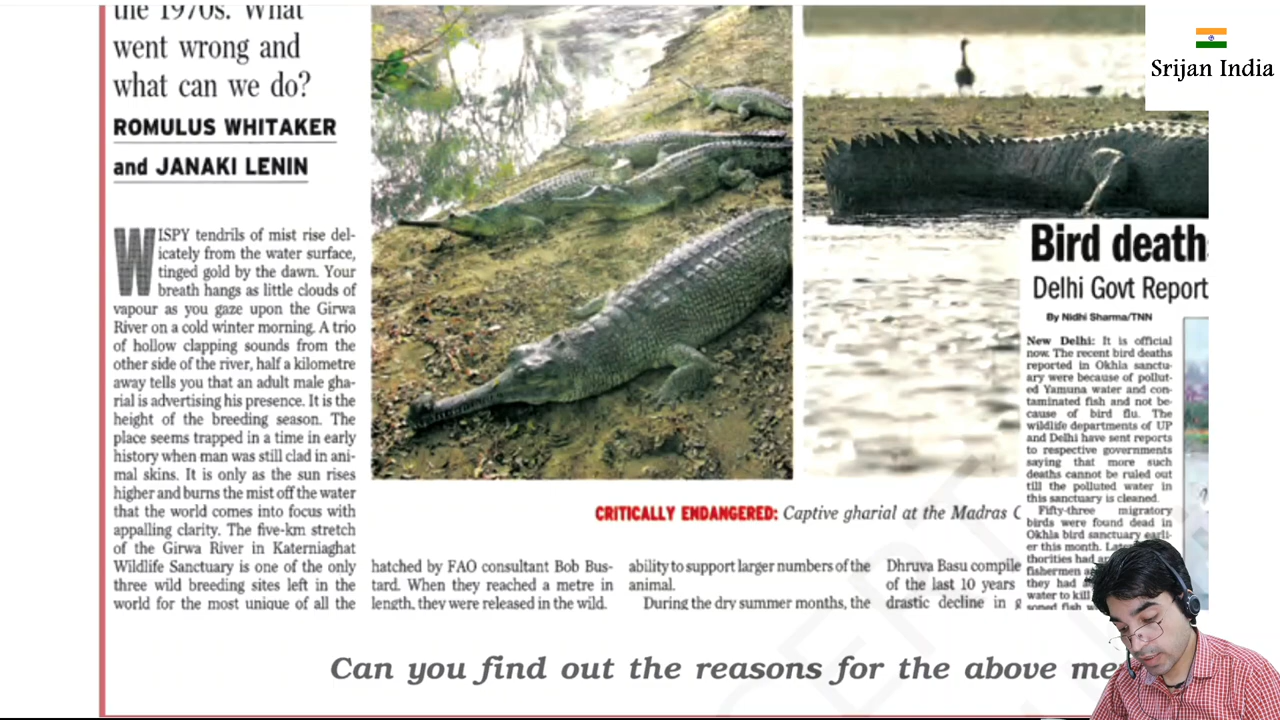 the 1970s. What
went wrong and
what can we do?
ROMULUS WHITAKER
and JANAKI LENIN
WISPY tendrils of mist rise del-
icately from the water surface,
tinged gold by the dawn. Your
breath hangs as little clouds of
vapour as you gaze upon the Girwa
River on a cold winter morning. A trio
of hollow clapping sounds from the
other side of the river, half a kilometre
away tells you that an adult male gha-
rial is advertising his presence. It is the
height of the breeding season. The
place seems trapped in a time in early
history when man was still clad in ani-
mal skins. It is only as the sun rises
higher and burns the mist off the water
that the world comes into focus with
appalling clarity. The five-km stretch
of the Girwa River in Katerniaghat
Wildlife Sanctuary is one of the only
three wild breeding sites left in the
world for the most unique of all the
CRITICALLY ENDANGERED: Captive gharial at the Madras C
hatched by FAO consultant Bob Bus-
tard. When they reached a metre in
length, they were released in the wild.
ability to support larger numbers of the
animal.
During the dry summer months, the
Dhruva Basu compile
of the last 10 years
drastic decline in g
Bird death
Delhi Govt Report
By Nidhi Sharma/TNN
New Delhi: It is official
now. The recent bird deaths
reported in Okhla sanctu-
ary were because of pollut-
ed Yamuna water and con-
taminated fish and not be-
cause of bird flu. The
wildlife departments of UP
and Delhi have sent reports
to respective governments
saying that more such
deaths cannot be ruled out
till the polluted water in
this sanctuary is cleaned.
Fifty-three migratory
birds were found dead in
Okhla bird sanctuary earli-
er this month.
thorities had
fishermen
they had
water to kill
soned fish
Can you find out the reasons for the above me
Srijan India